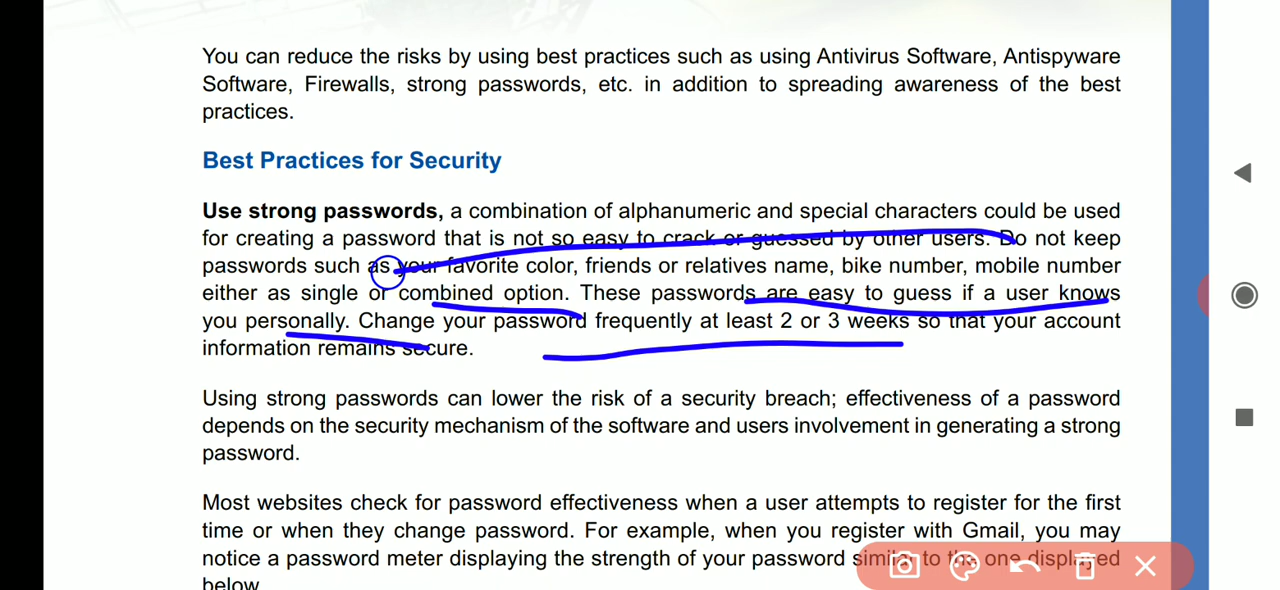 You can reduce the risks by using best practices such as using Antivirus Software, Antispyware
Software, Firewalls, strong passwords, etc. in addition to spreading awareness of the best
practices.
Best Practices for Security
Use strong passwords, a combination of alphanumeric and special characters could be used
for creating a password that is not so easy to crack or guessed by other users. Do not keep
passwords such as your favorite color, friends or relatives name, bike number, mobile number
either as single or combined option. These passwords are easy to guess if a user knows
you personally. Change your password frequently at least 2 or 3 weeks so that your account
information remains secure.
Using strong passwords can lower the risk of a security breach; effectiveness of a password
depends on the security mechanism of the software and users involvement in generating a strong
password.
Most websites check for password effectiveness when a user attempts to register for the first
time or when they change password. For example, when you register with Gmail, you may
notice a password meter displaying the strength of your password similar to the one displayed
below